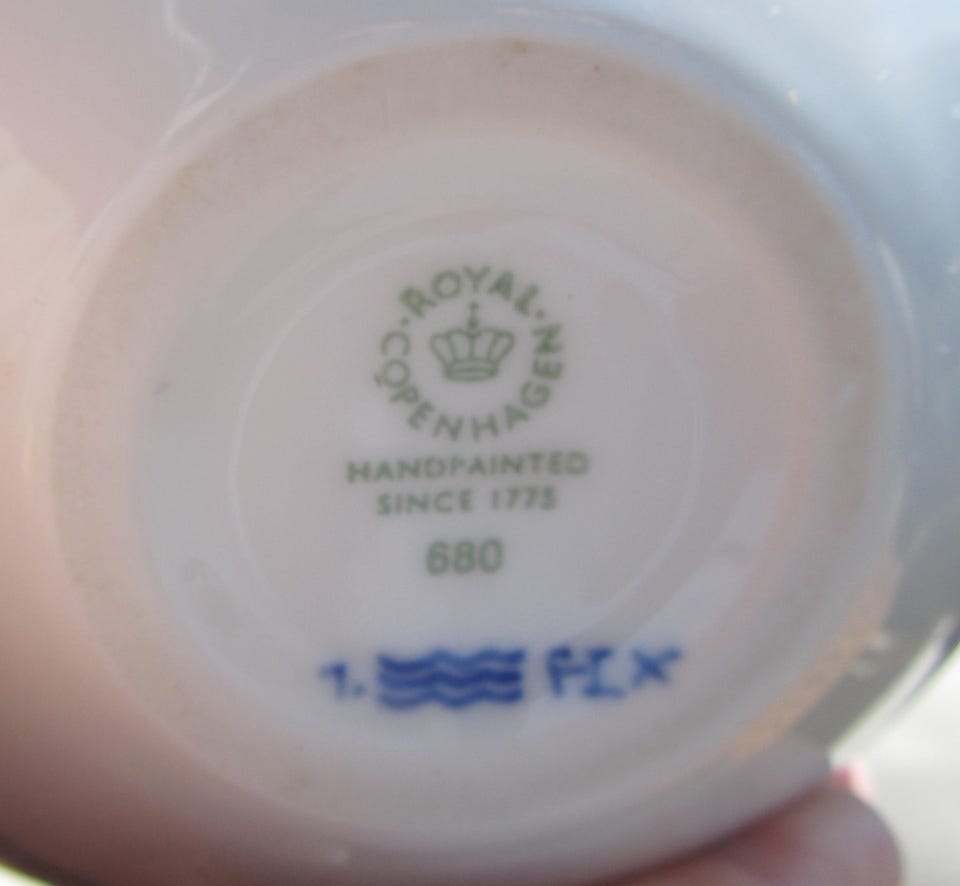 ROYAL COPENHAGEN
HANDPAINTED
SINCE 1775
680
1.